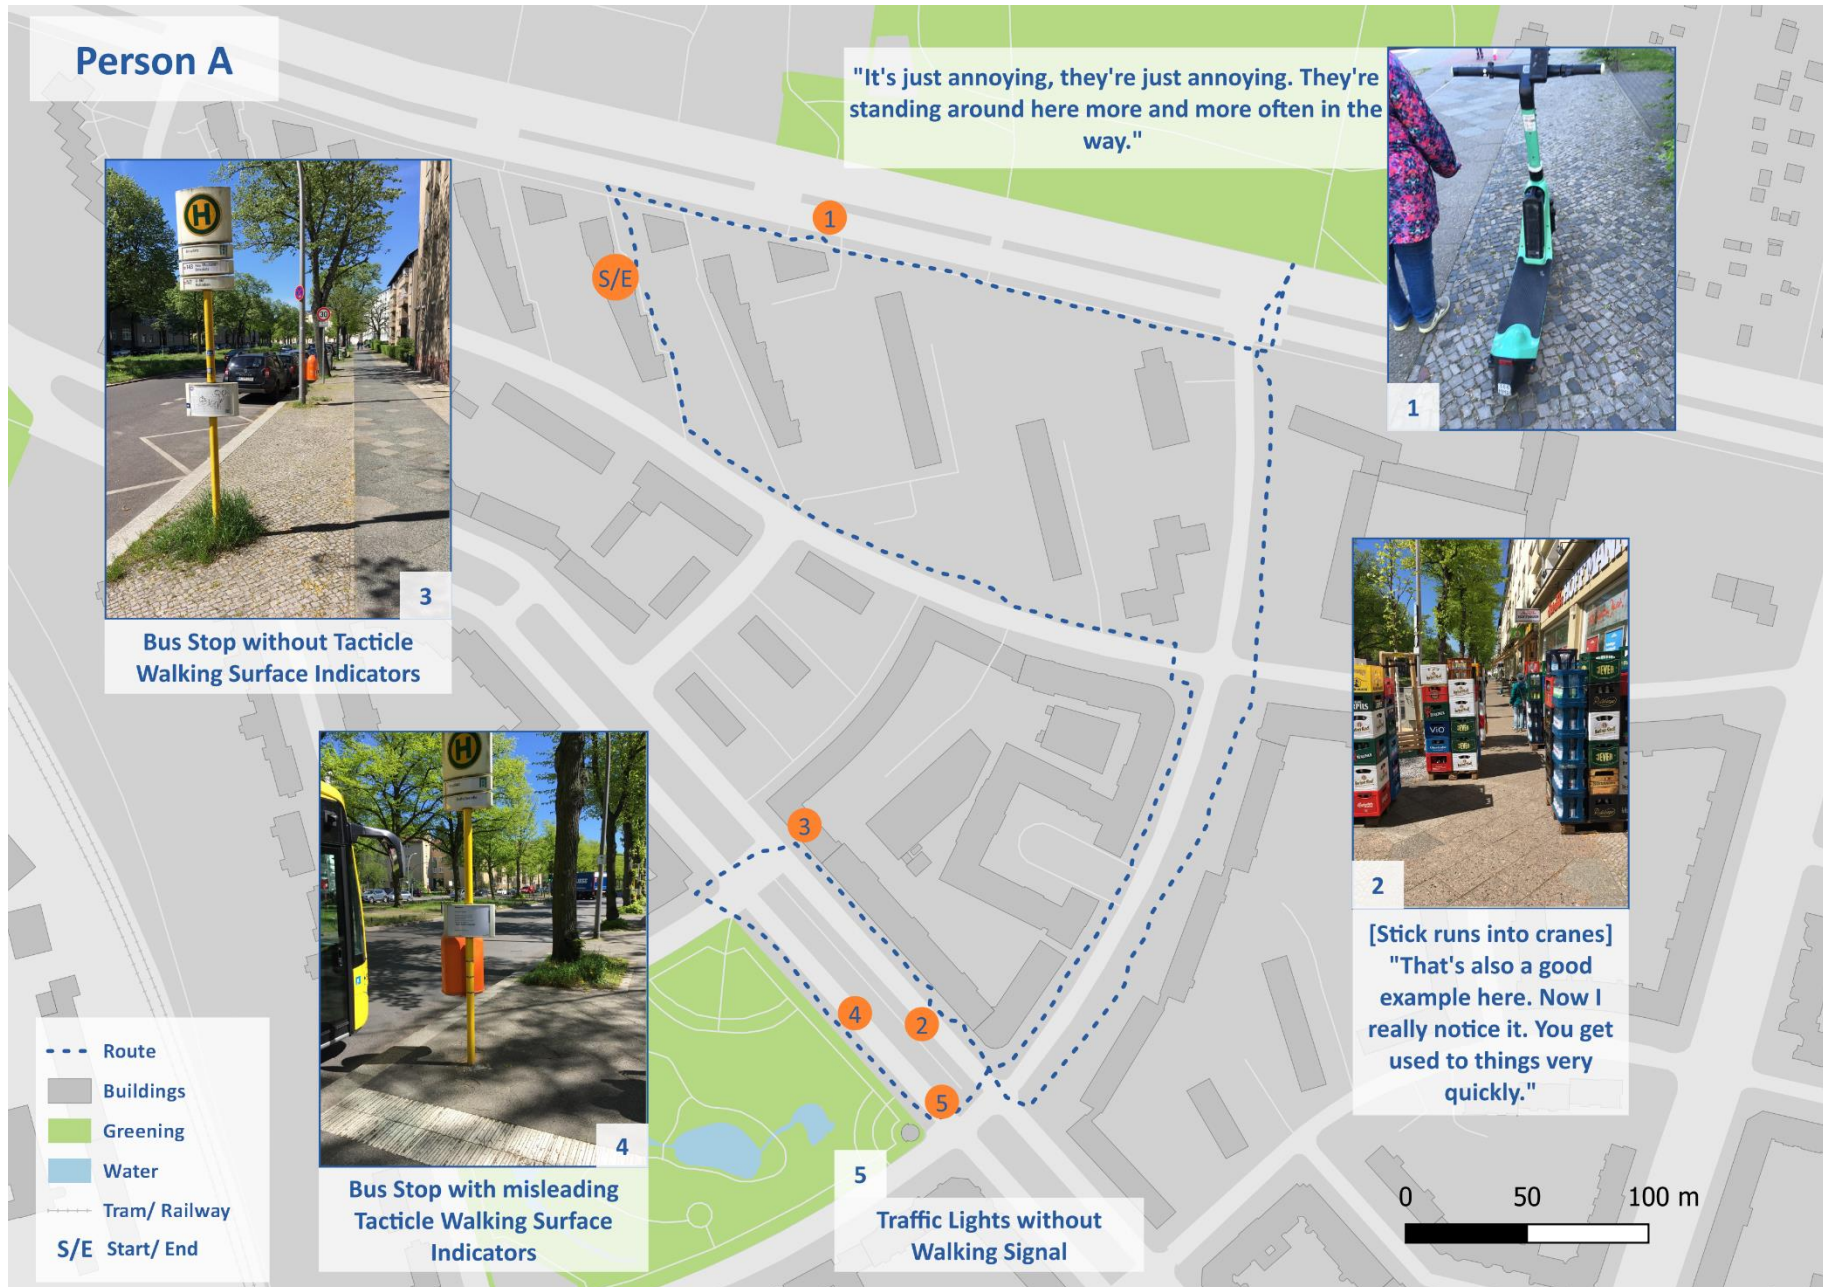 Person A
"It's just annoying, they're just annoying. They're
standing around here more and more often in the
way."
1
1
S/E
H
3
Bus Stop without Tacticle
Walking Surface Indicators
H
4
Bus Stop with misleading
Tacticle Walking Surface
Indicators
3
4
2
5
2
[Stick runs into cranes]
"That's also a good
example here. Now I
really notice it. You get
used to things very
quickly."
5
Traffic Lights without
Walking Signal
Route
Buildings
Greening
Water
Tram/ Railway
S/E Start/ End
0 50 100 m